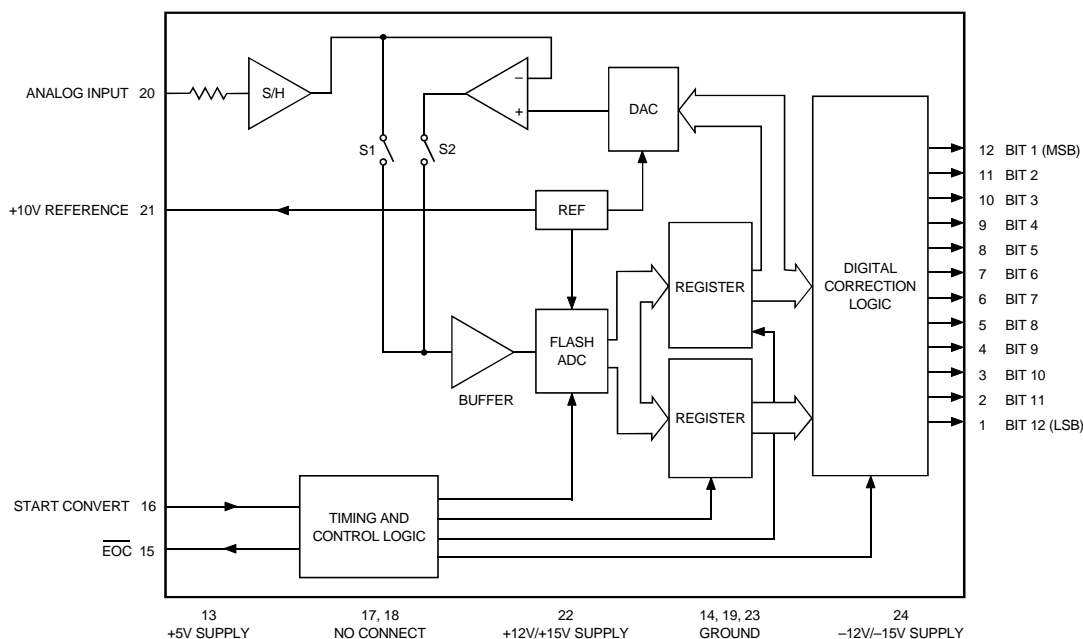 S/H
−
+
DAC
ANALOG INPUT 20
S1
S2
12 BIT 1 (MSB)
11 BIT 2
10 BIT 3
9 BIT 4
8 BIT 5
7 BIT 6
6 BIT 7
5 BIT 8
4 BIT 9
3 BIT 10
2 BIT 11
1 BIT 12 (LSB)
+10V REFERENCE 21
REF
REGISTER
DIGITAL
CORRECTION
LOGIC
FLASH
ADC
BUFFER
REGISTER
START CONVERT 16
TIMING AND
CONTROL LOGIC
EOC 15
13
+5V SUPPLY
17, 18
NO CONNECT
22
+12V/+15V SUPPLY
14, 19, 23
GROUND
24
–12V/–15V SUPPLY